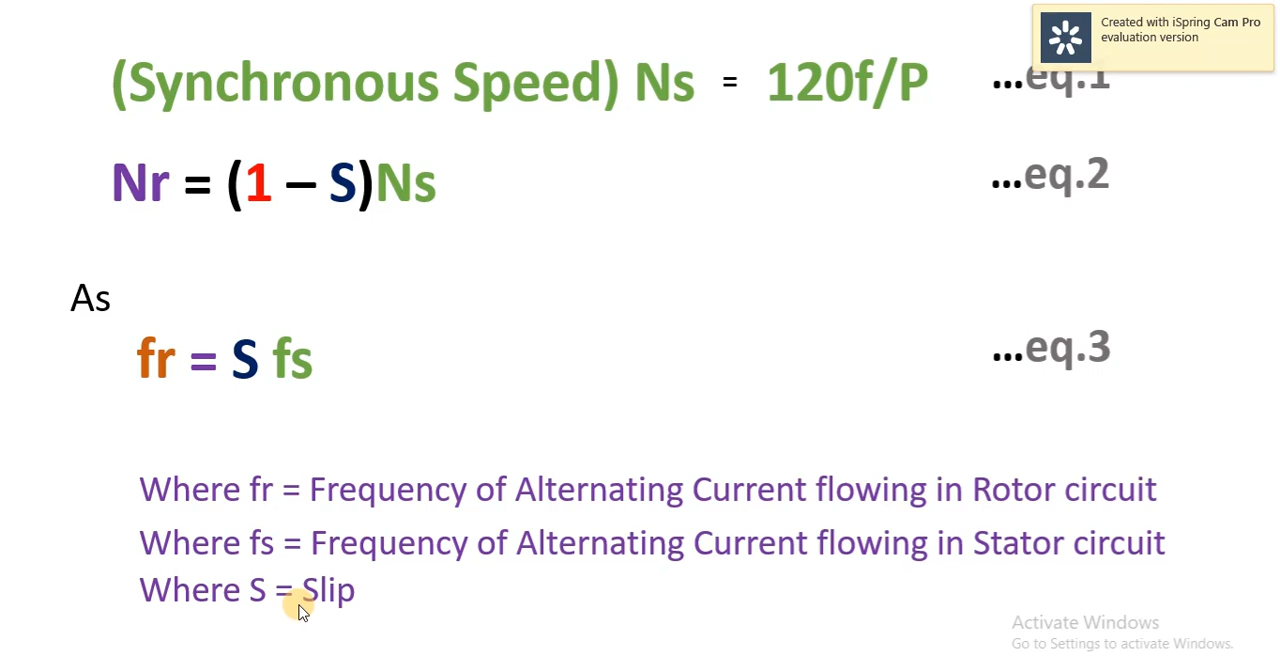 Created with iSpring Cam Pro
evaluation version
(Synchronous Speed) Ns = 120f/P ...eq.1
Nr = (1 – S)Ns ...eq.2
As
fr = S fs ...eq.3
Where fr = Frequency of Alternating Current flowing in Rotor circuit
Where fs = Frequency of Alternating Current flowing in Stator circuit
Where S = Slip
Activate Windows
Go to Settings to activate Windows.